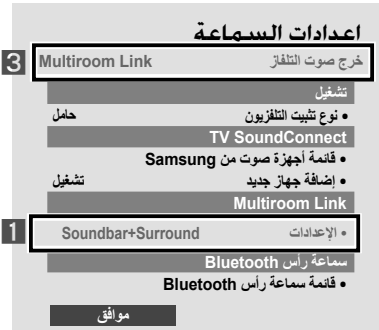 اعدادات السماعة
3 خرج صوت التلفاز Multiroom Link
تشغيل
• نوع تثبيت التلفزيون حامل
TV SoundConnect
• قائمة أجهزة صوت من Samsung
• إضافة جهاز جديد تشغيل
Multiroom Link
1 • الإعدادات Soundbar+Surround
سماعة رأس Bluetooth
• قائمة سماعة رأس Bluetooth
موافق